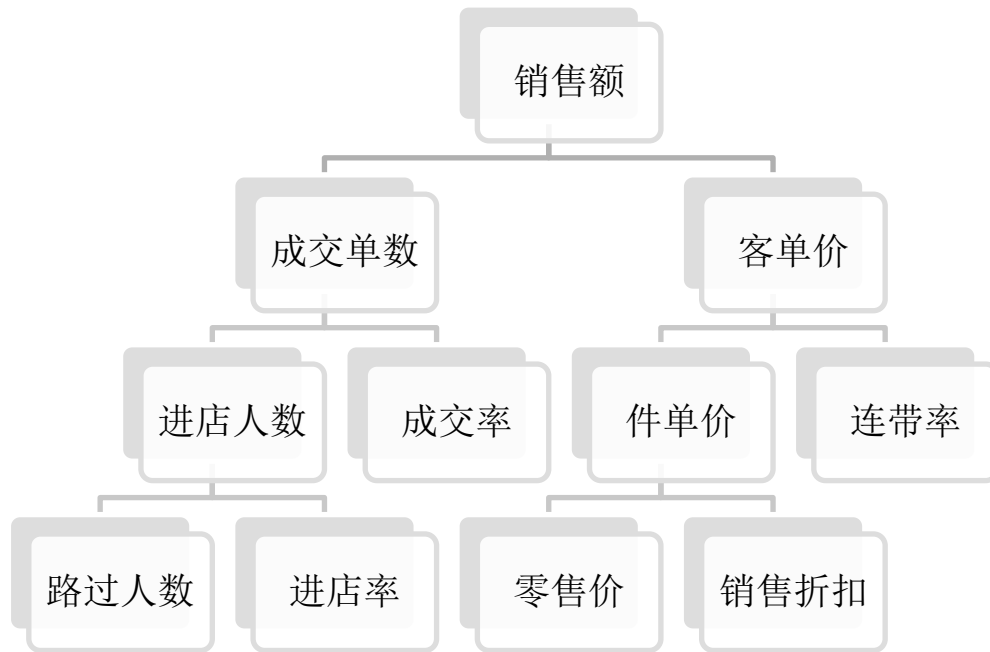 销售额
成交单数
客单价
进店人数
成交率
件单价
连带率
路过人数
进店率
零售价
销售折扣